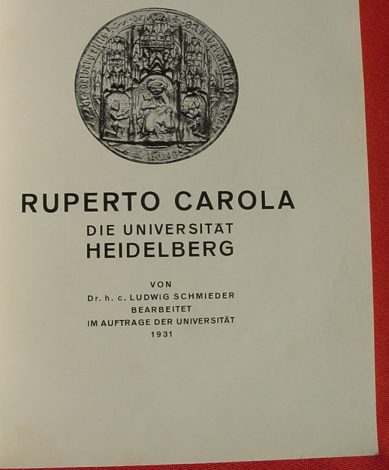 RUPERTO CAROLA
DIE UNIVERSITÄT
HEIDELBERG
VON
Dr. h. c. LUDWIG SCHMIEDER
BEARBEITET
IM AUFTRAGE DER UNIVERSITÄT
1931